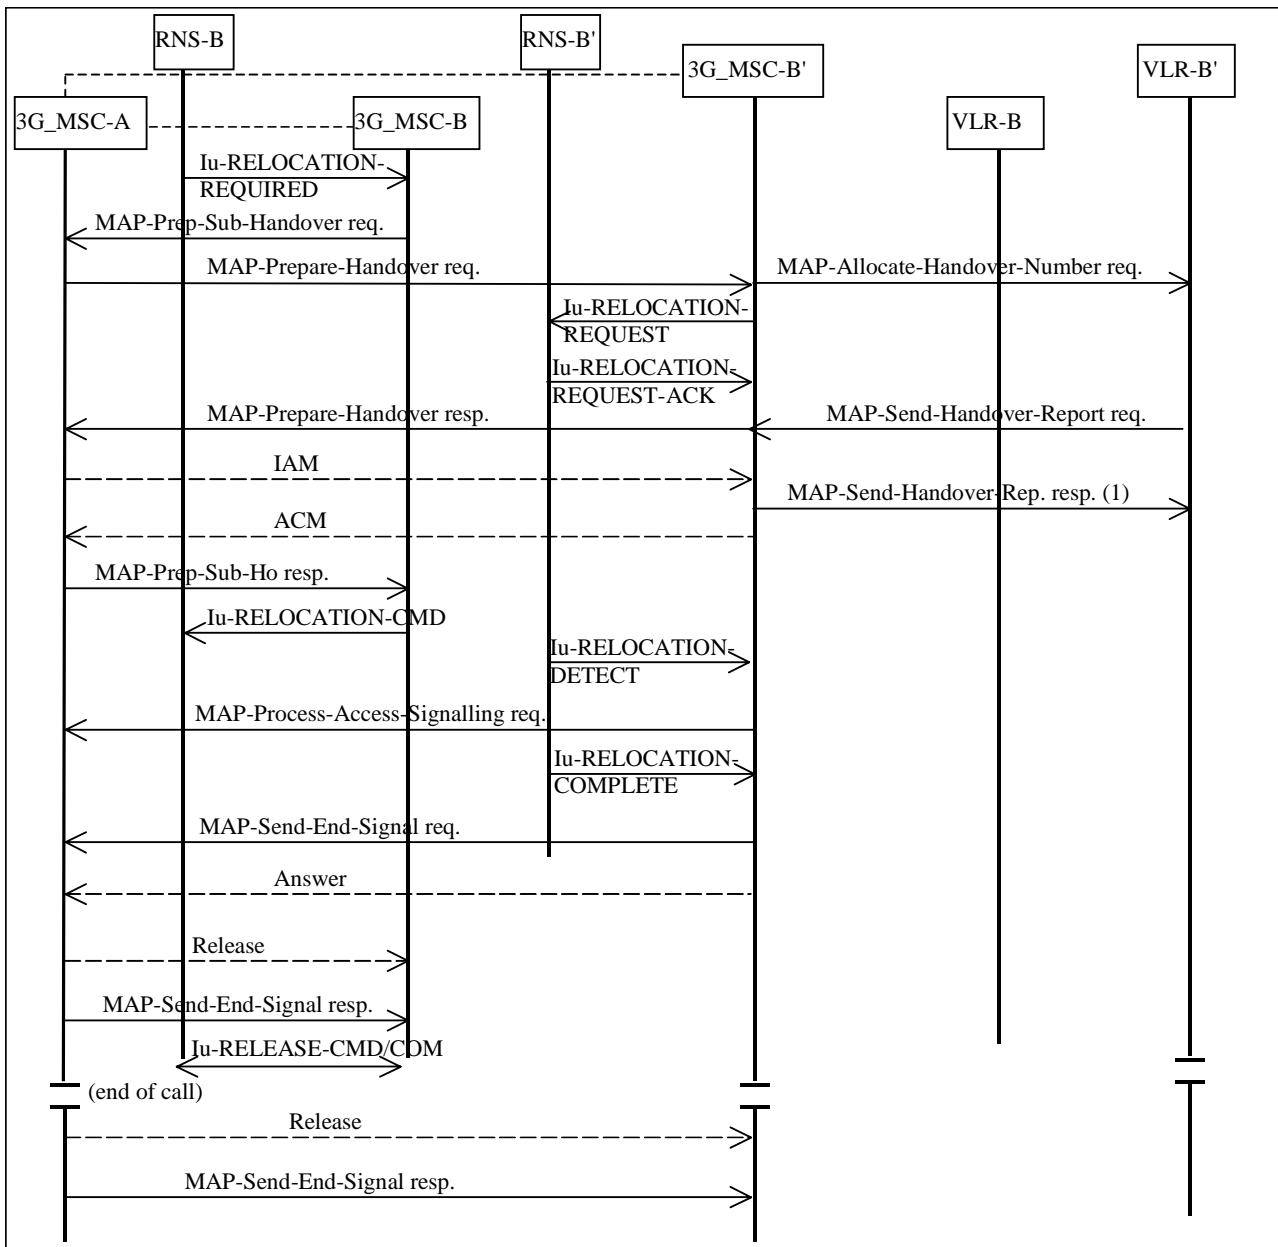 RNS-B
RNS-B'
3G_MSC-B'
VLR-B'
3G_MSC-A
3G_MSC-B
VLR-B
Iu-RELOCATION-
REQUIRED
MAP-Prep-Sub-Handover req.
MAP-Prepare-Handover req.
MAP-Allocate-Handover-Number req.
Iu-RELOCATION-
REQUEST
Iu-RELOCATION-
REQUEST-ACK
MAP-Prepare-Handover resp.
MAP-Send-Handover-Report req.
IAM
MAP-Send-Handover-Rep. resp. (1)
ACM
MAP-Prep-Sub-Ho resp.
Iu-RELOCATION-CMD
Iu-RELOCATION-
DETECT
MAP-Process-Access-Signalling req.
Iu-RELOCATION-
COMPLETE
MAP-Send-End-Signal req.
Answer
Release
MAP-Send-End-Signal resp.
Iu-RELEASE-CMD/COM
(end of call)
Release
MAP-Send-End-Signal resp.